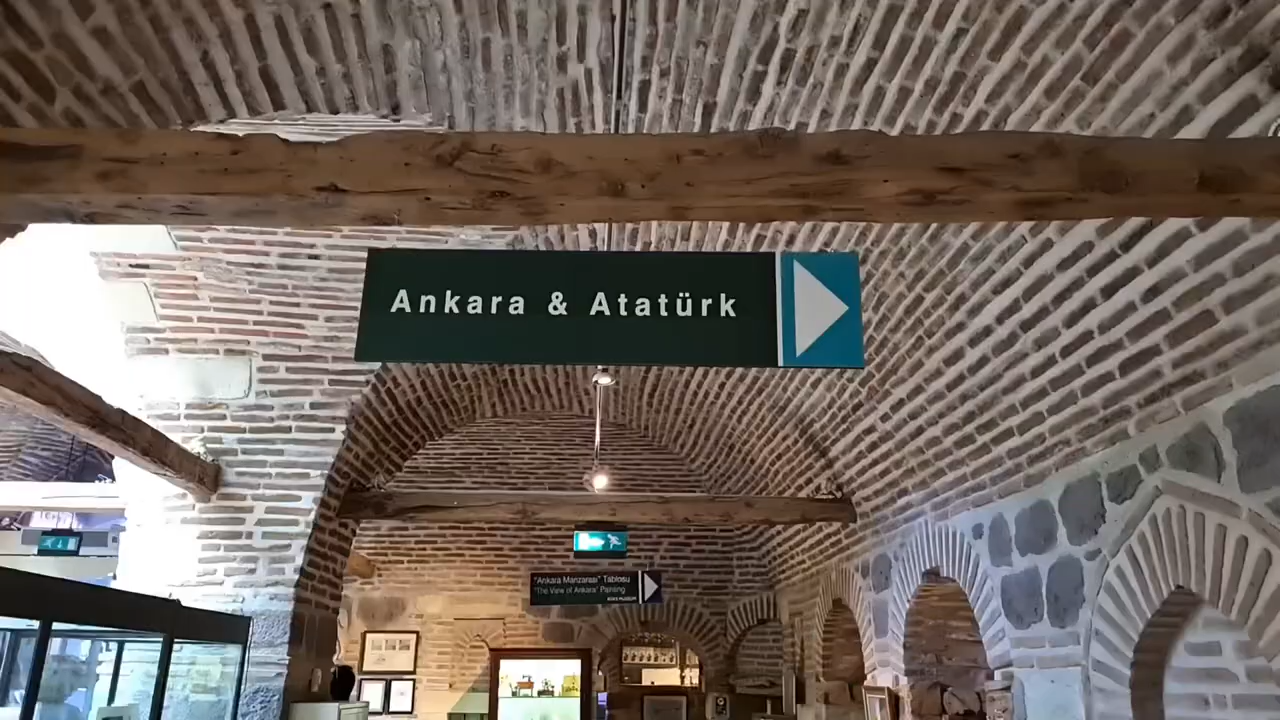 Ankara & Atatürk
"Ankara Manzarası" Tablosu
"The View of Ankara" Painting